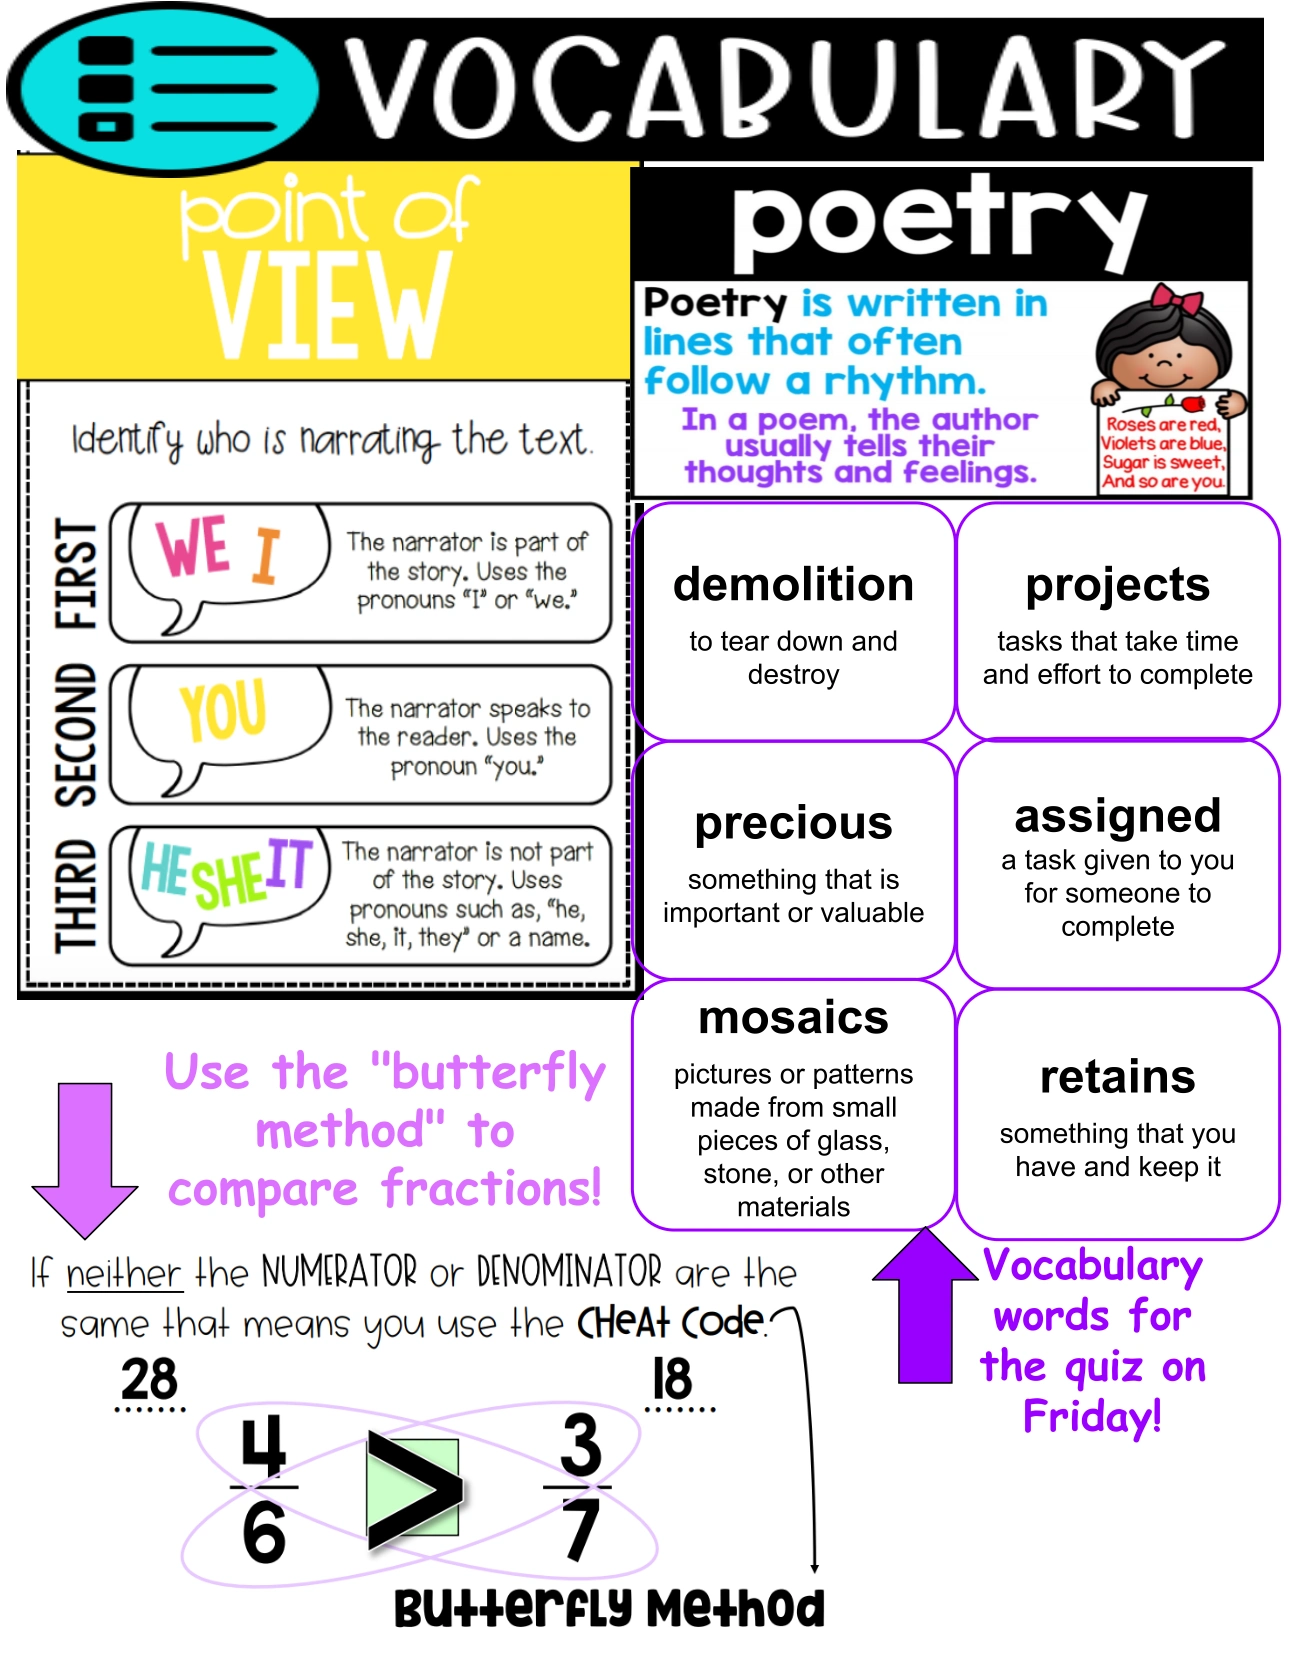 VOCABULARY
point of
VIEW
Identify who is narrating the text.
FIRST
WE I
The narrator is part of
the story. Uses the
pronouns "I" or "we."
SECOND
YOU
The narrator speaks to
the reader. Uses the
pronoun "you."
THIRD
HE SHE IT
The narrator is not part
of the story. Uses
pronouns such as, "he,
she, it, they" or a name.
poetry
Poetry is written in
lines that often
follow a rhythm.
In a poem, the author
usually tells their
thoughts and feelings.
Roses are red,
Violets are blue,
Sugar is sweet,
And so are you.
demolition
to tear down and
destroy
projects
tasks that take time
and effort to complete
precious
something that is
important or valuable
assigned
a task given to you
for someone to
complete
mosaics
pictures or patterns
made from small
pieces of glass,
stone, or other
materials
retains
something that you
have and keep it
Vocabulary
words for
the quiz on
Friday!
Use the "butterfly
method" to
compare fractions!
If neither the NUMERATOR or DENOMINATOR are the
same that means you use the CHeAt Code.
28
18
4
6
>
3
7
Butterfly Method